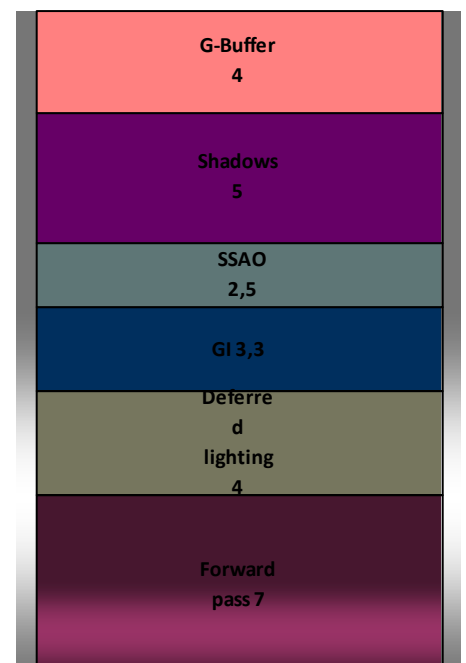 G-Buffer
4
Shadows
5
SSAO
2,5
GI 3,3
Deferre
d
lighting
4
Forward
pass 7